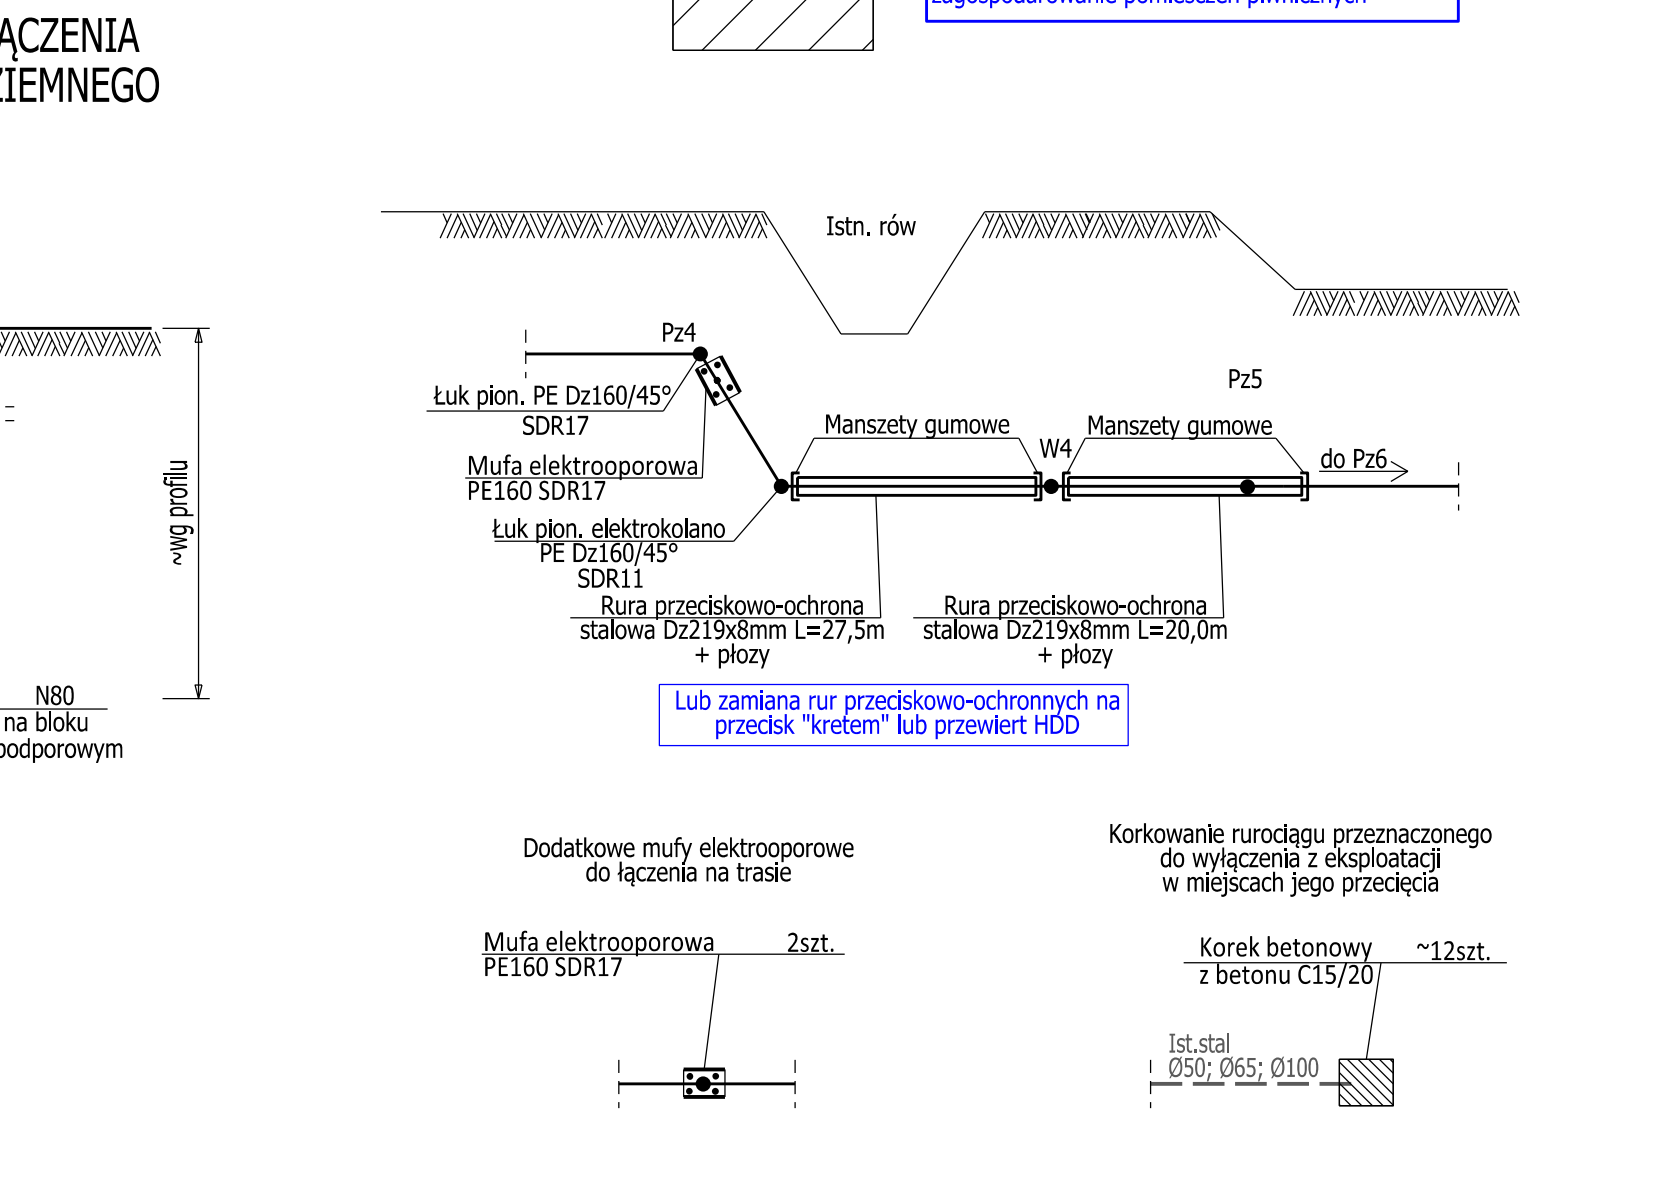 ĄCZENIA
ZIEMNEGO
zagospodarowanie pomieszczeń piwnicznych
Istn. rów
Pz4
Łuk pion. PE Dz160/45°
SDR17
Mufa elektrooporowa
PE160 SDR17
Łuk pion. elektrokolano
PE Dz160/45°
SDR11
Manszety gumowe
W4
Pz5
Manszety gumowe
do Pz6
Rura przeciskowo-ochrona
stalowa Dz219x8mm L=27,5m
+ płozy
Rura przeciskowo-ochrona
stalowa Dz219x8mm L=20,0m
+ płozy
Lub zamiana rur przeciskowo-ochronnych na
przecisk "kretem" lub przewiert HDD
~wg profilu
N80
na bloku
podporowym
Dodatkowe mufy elektrooporowe
do łączenia na trasie
Mufa elektrooporowa 2szt.
PE160 SDR17
Korkowanie rurociągu przeznaczonego
do wyłączenia z eksploatacji
w miejscach jego przecięcia
Korek betonowy ~12szt.
z betonu C15/20
Ist.stal
Ø50; Ø65; Ø100